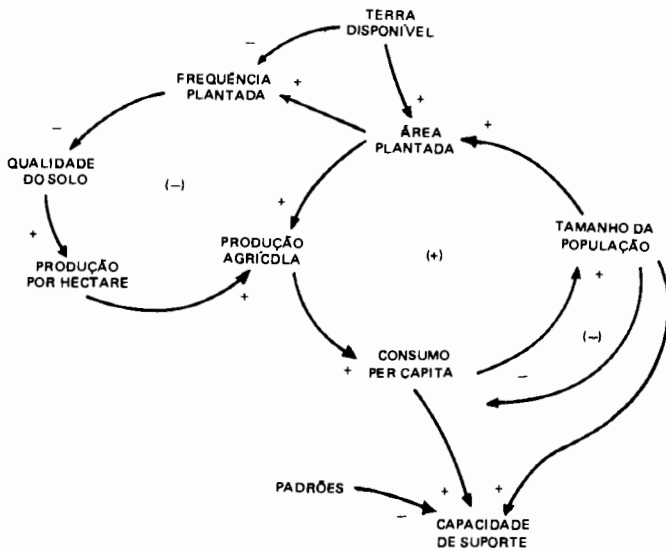 TERRA
DISPONÍVEL
−
+
+
FREQUÊNCIA
PLANTADA
ÁREA
PLANTADA
+
−
QUALIDADE
DO SOLO
(−)
+
+
PRODUÇÃO
AGRÍCOLA
(+)
TAMANHO DA
POPULAÇÃO
PRODUÇÃO
POR HECTARE
+
+
(−)
+
CONSUMO
PER CAPITA
−
PADRÕES
+
+
−
CAPACIDADE
DE SUPORTE